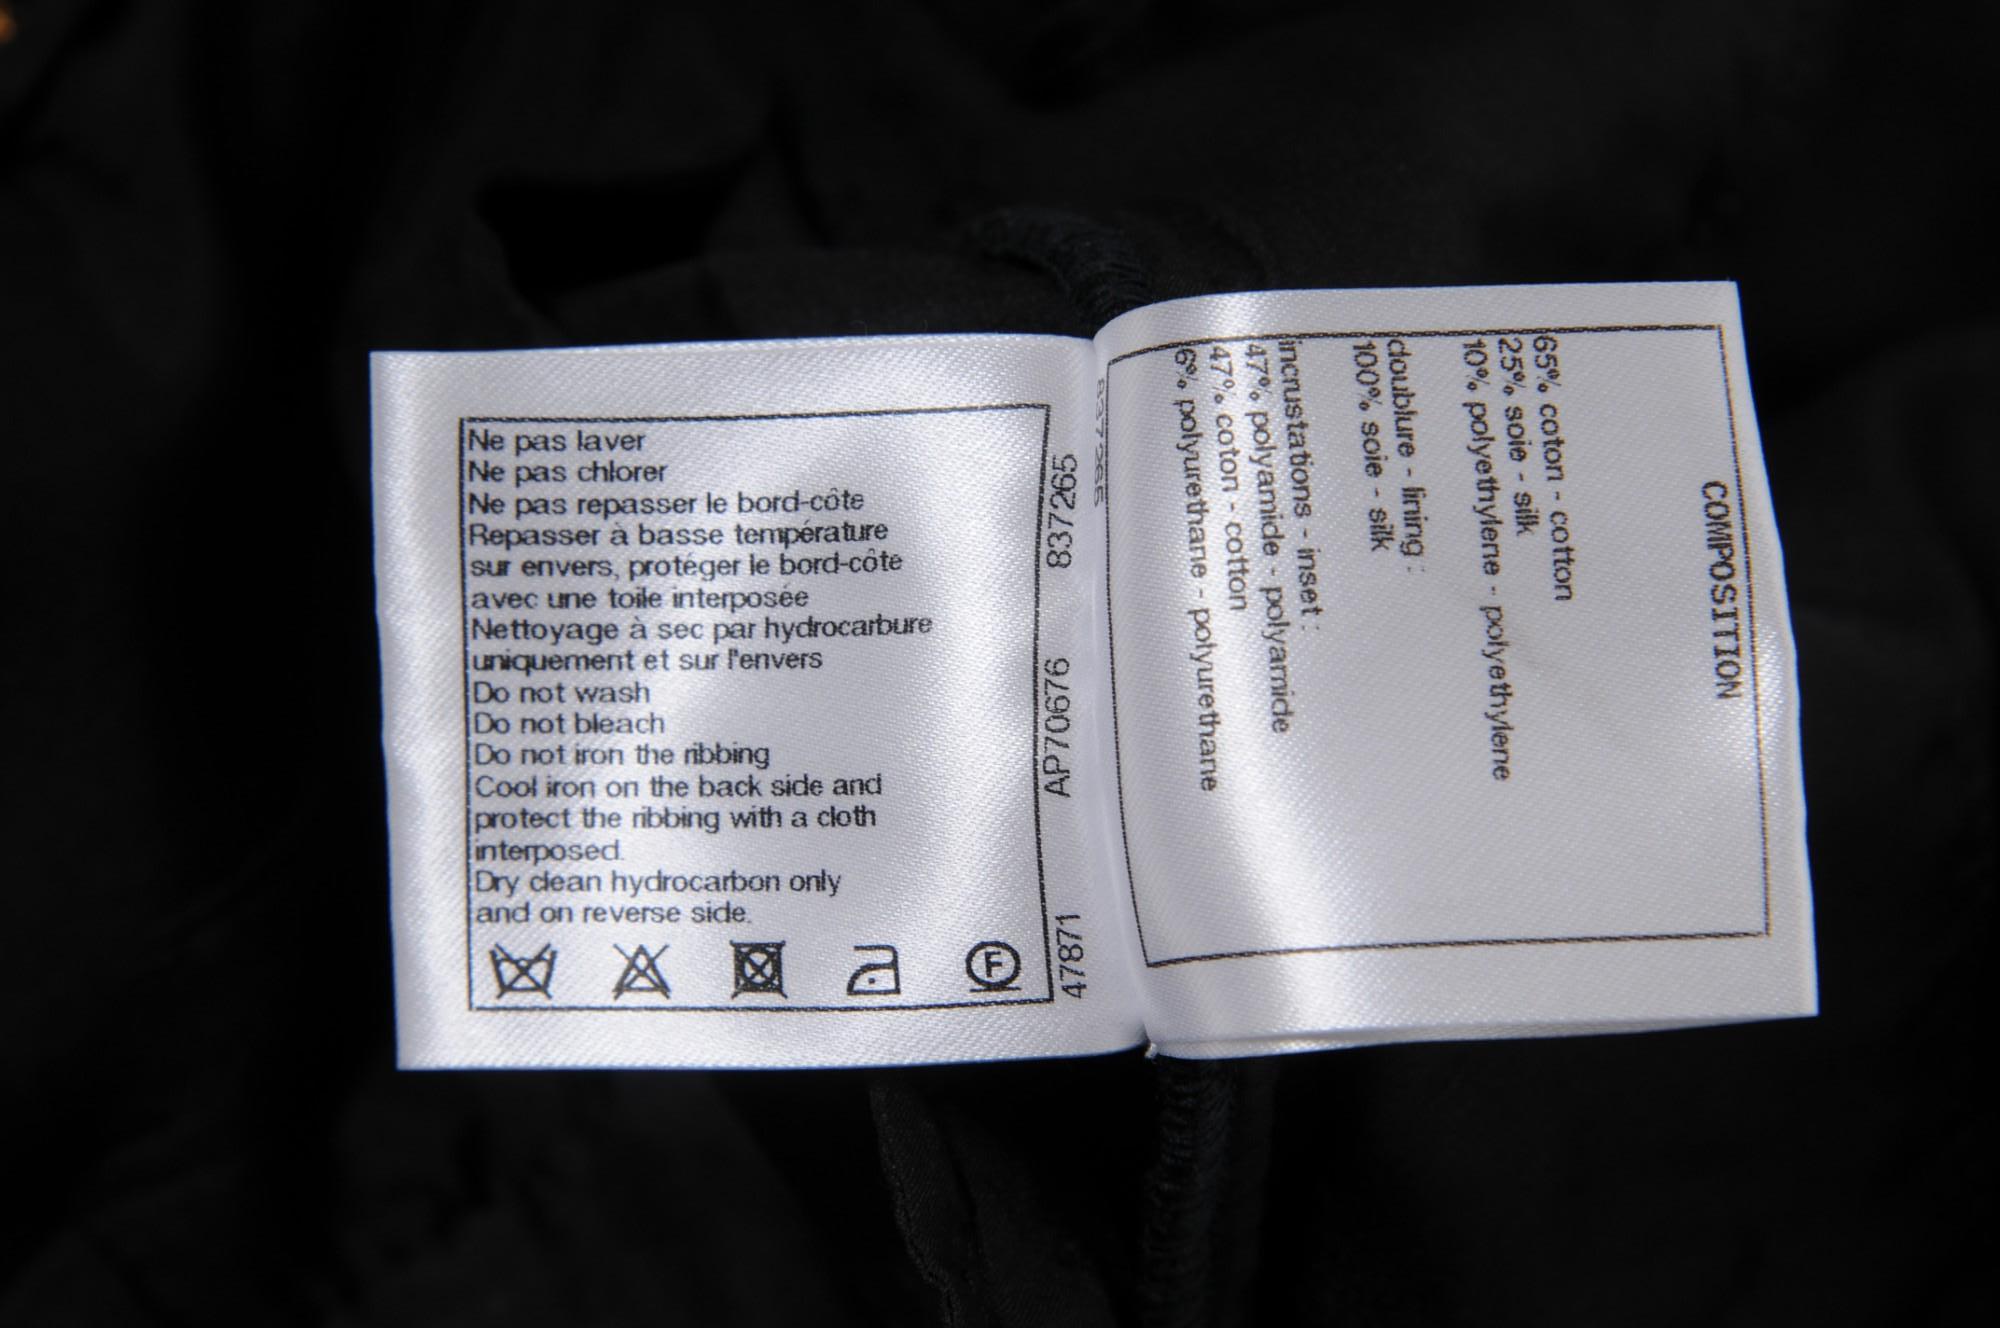 Ne pas laver
Ne pas chlorer
Ne pas repasser le bord-côte
Repasser à basse température
sur envers, protéger le bord-côte
avec une toile interposée
Nettoyage à sec par hydrocarbure
uniquement et sur l'envers
Do not wash
Do not bleach
Do not iron the ribbing
Cool iron on the back side and
protect the ribbing with a cloth
interposed.
Dry clean hydrocarbon only
and on reverse side.
F
47871 AP70676 837265
837265
COMPOSITION
65% coton - cotton
25% soie - silk
10% polyethylene - polyethylene
doublure - lining :
100% soie - silk
incrustations - inset :
47% polyamide - polyamide
47% coton - cotton
6% polyurethane - polyurethane